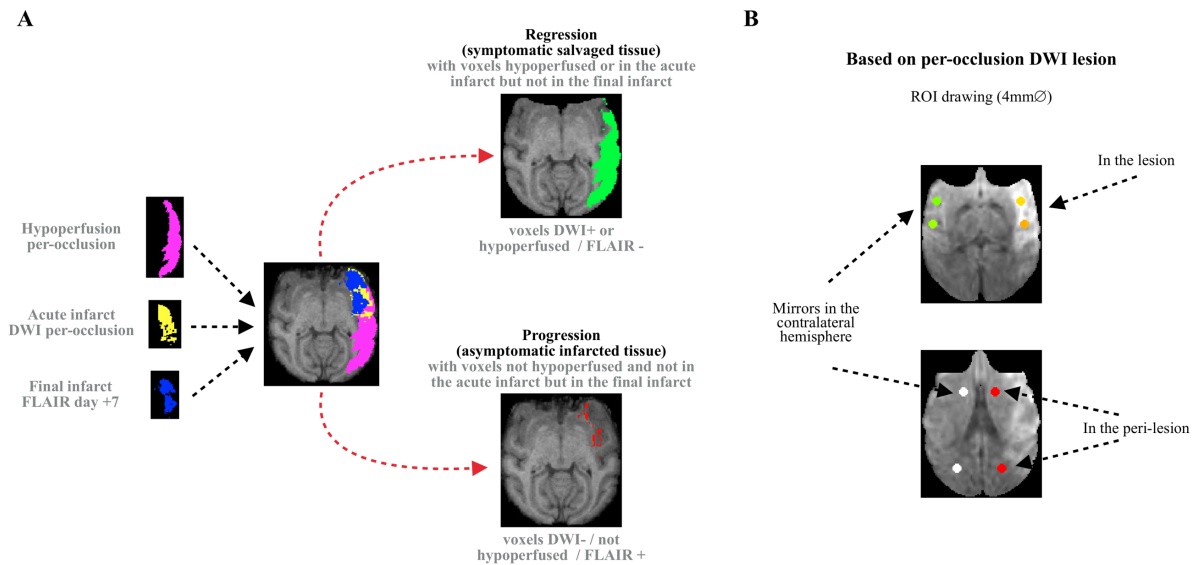 A
Regression
(symptomatic salvaged tissue)
with voxels hypoperfused or in the acute
infarct but not in the final infarct
voxels DWI+ or
hypoperfused / FLAIR -
Hypoperfusion
per-occlusion
Acute infarct
DWI per-occlusion
Final infarct
FLAIR day +7
Progression
(asymptomatic infarcted tissue)
with voxels not hypoperfused and not in
the acute infarct but in the final infarct
voxels DWI- / not
hypoperfused / FLAIR +
B
Based on per-occlusion DWI lesion
ROI drawing (4mm∅)
In the lesion
Mirrors in the
contralateral
hemisphere
In the peri-lesion